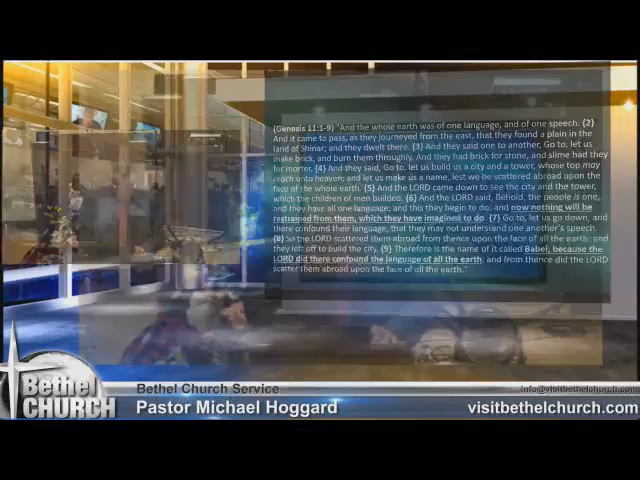 (Genesis 11:1-9) "And the whole earth was of one language, and of one speech. {2}
And it came to pass, as they journeyed from the east, that they found a plain in the
land of Shinar; and they dwelt there. {3} And they said one to another, Go to, let us
make brick, and burn them throughly. And they had brick for stone, and slime had they
for morter. {4} And they said, Go to, let us build us a city and a tower, whose top may
reach unto heaven; and let us make us a name, lest we be scattered abroad upon the
face of the whole earth. {5} And the LORD came down to see the city and the tower,
which the children of men builded. {6} And the LORD said, Behold, the people is one,
and they have all one language; and this they begin to do: and now nothing will be
restrained from them, which they have imagined to do. {7} Go to, let us go down, and
there confound their language, that they may not understand one another's speech.
{8} So the LORD scattered them abroad from thence upon the face of all the earth: and
they left off to build the city. {9} Therefore is the name of it called Babel, because the
LORD did there confound the language of all the earth: and from thence did the LORD
scatter them abroad upon the face of all the earth."
Bethel CHURCH
Bethel Church Service
info@visitbethelchurch.com
Pastor Michael Hoggard
visitbethelchurch.com